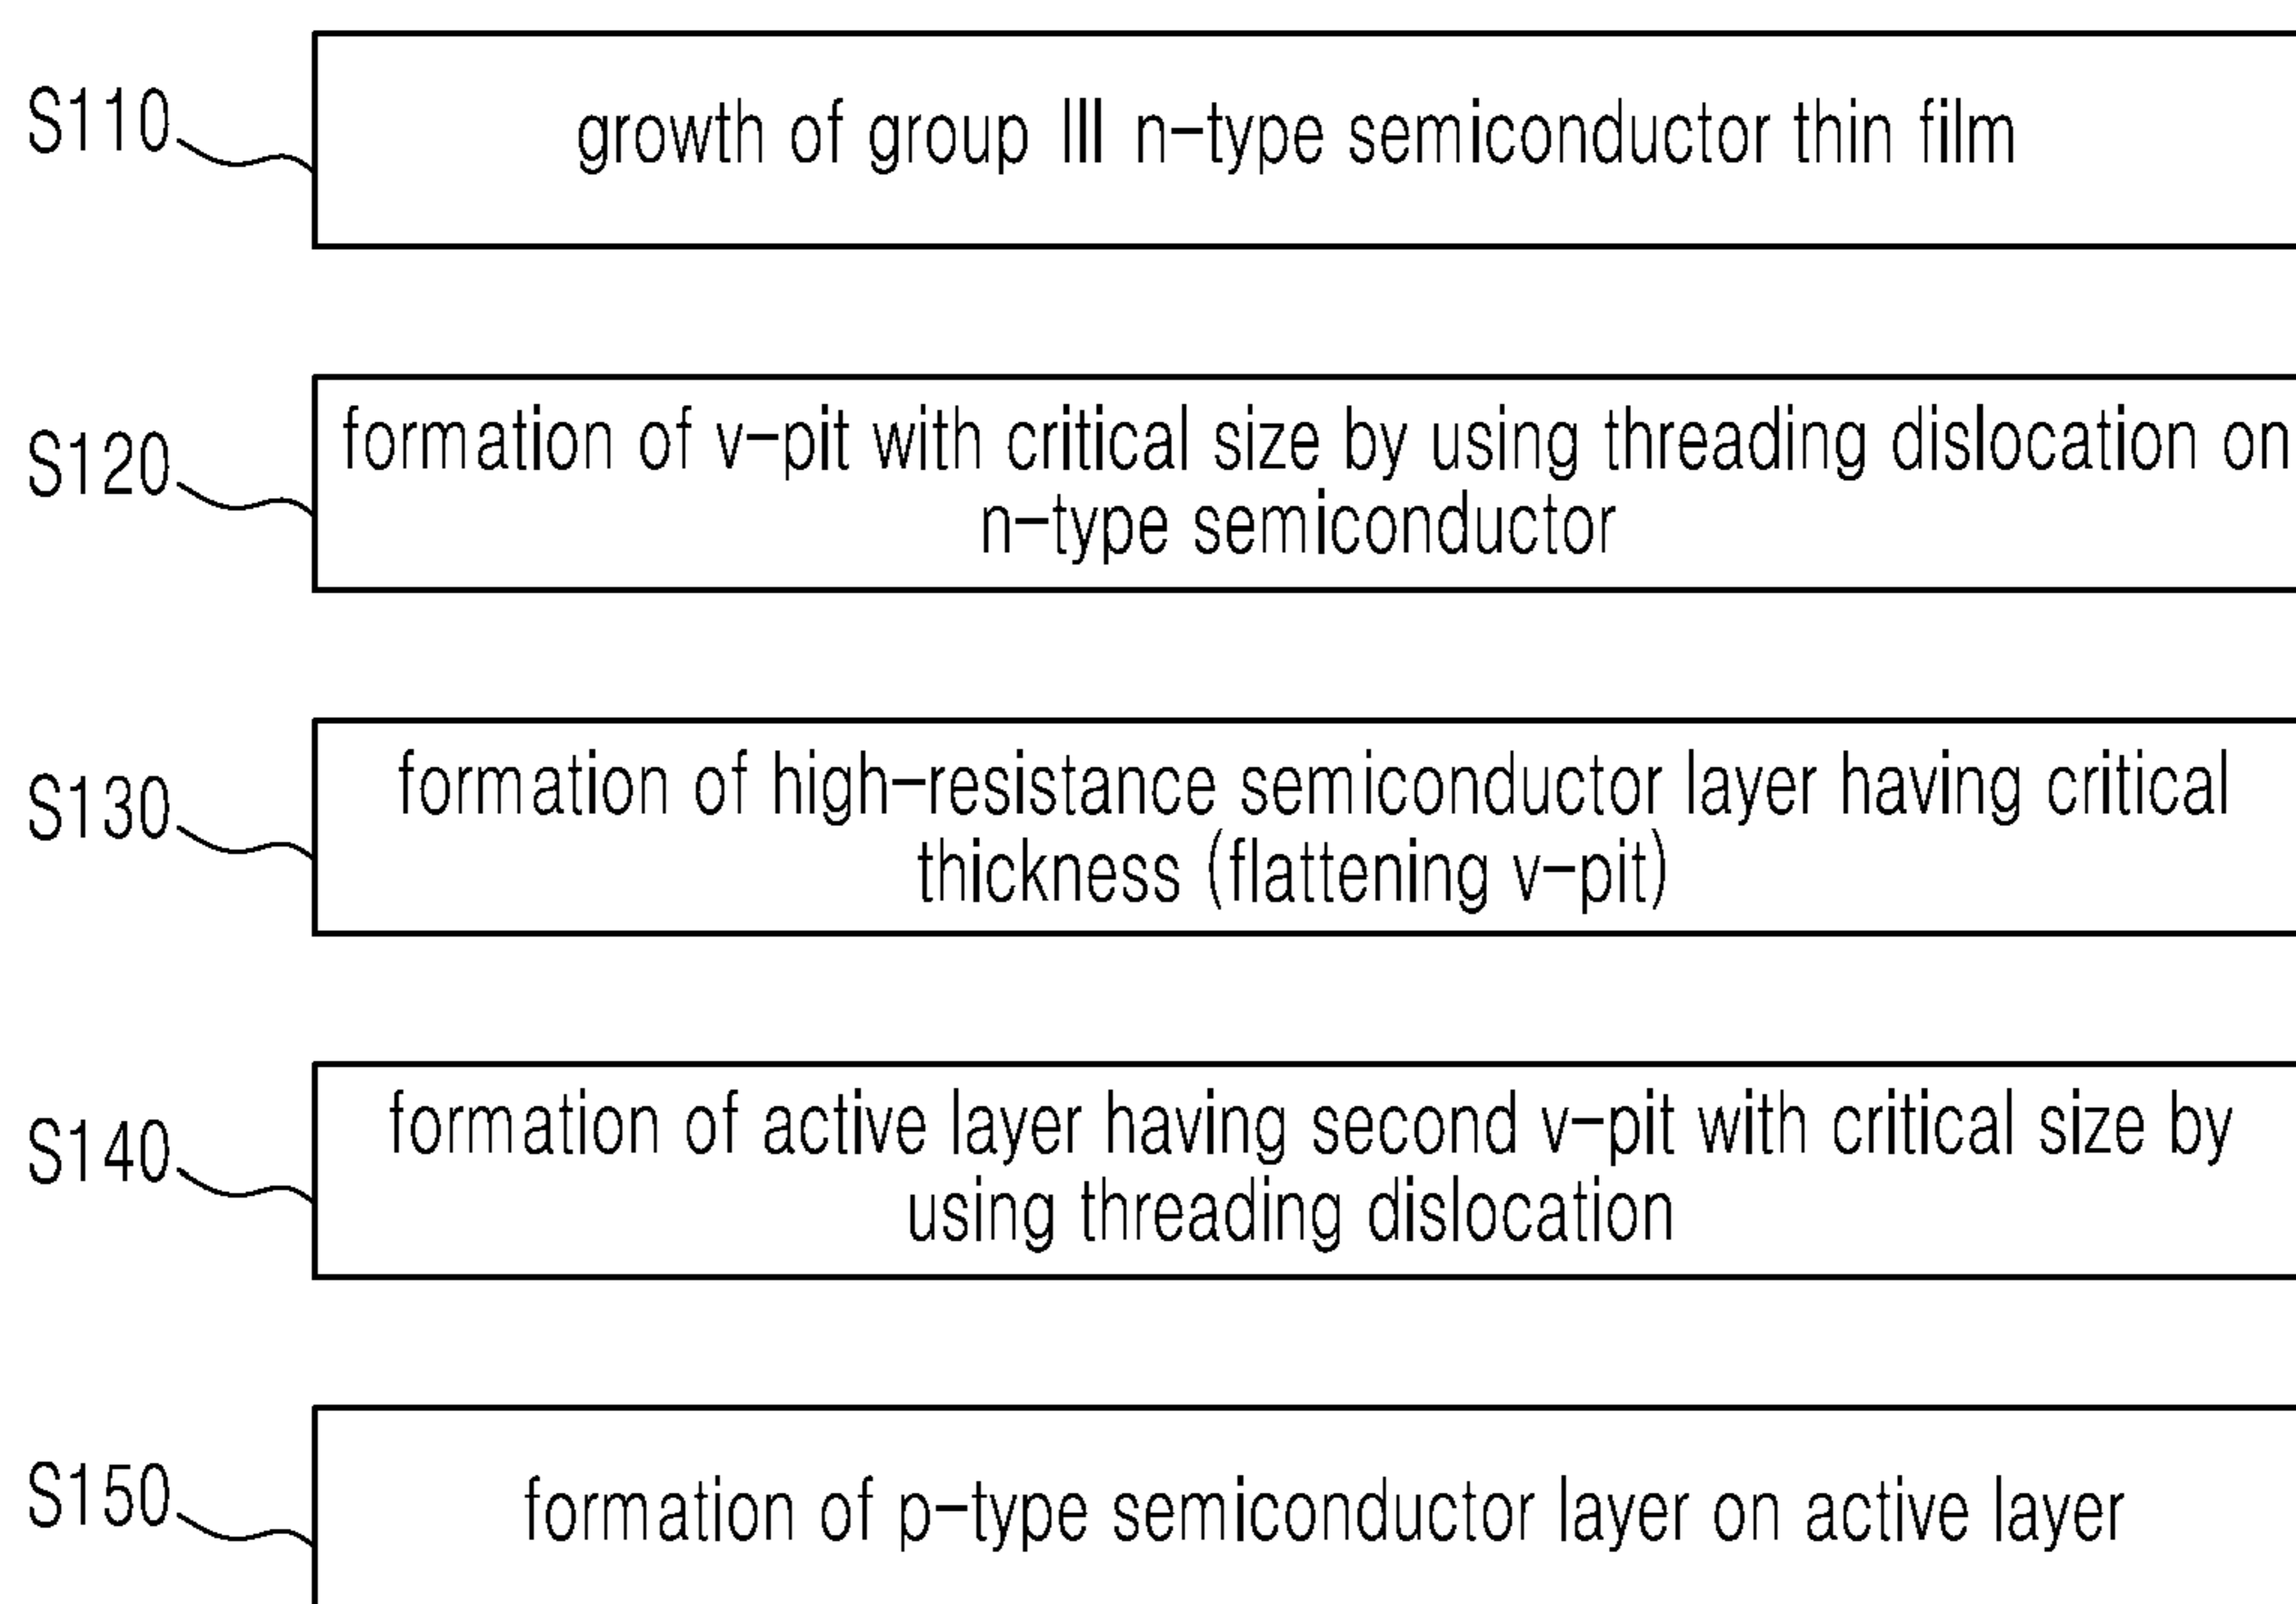 S110
growth of group III n-type semiconductor thin film
S120
formation of v-pit with critical size by using threading dislocation on
n-type semiconductor
S130
formation of high-resistance semiconductor layer having critical
thickness (flattening v-pit)
S140
formation of active layer having second v-pit with critical size by
using threading dislocation
S150
formation of p-type semiconductor layer on active layer